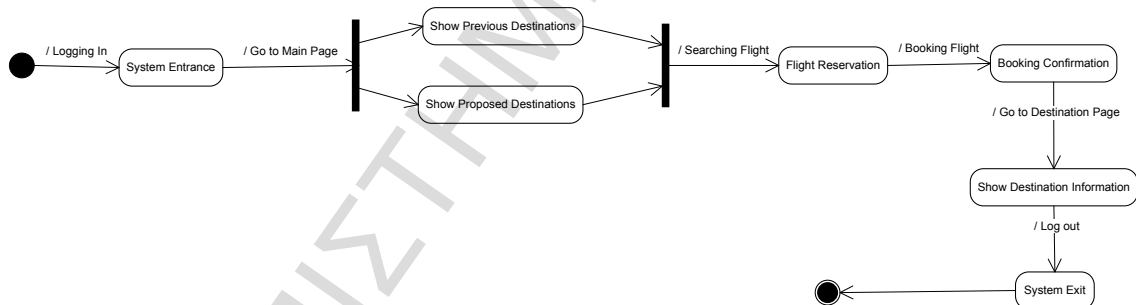 Show Previous Destinations
/ Logging In
/ Go to Main Page
/ Searching Flight
/ Booking Flight
System Entrance
Flight Reservation
Booking Confirmation
Show Proposed Destinations
/ Go to Destination Page
Show Destination Information
/ Log out
System Exit
ΙΣΤΗΜ